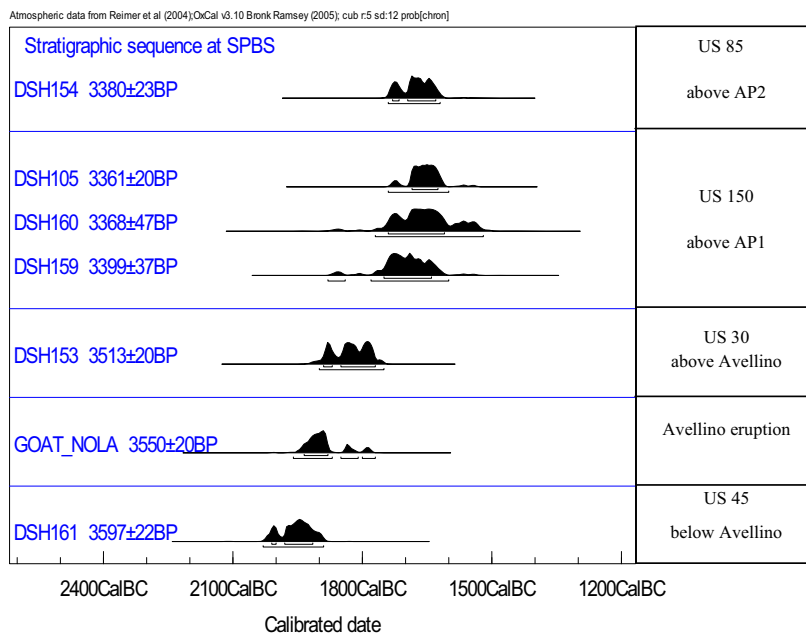 Atmospheric data from Reimer et al (2004);OxCal v3.10 Bronk Ramsey (2005); cub r:5 sd:12 prob[chron]
Stratigraphic sequence at SPBS
DSH154 3380±23BP
US 85
above AP2
DSH105 3361±20BP
DSH160 3368±47BP
DSH159 3399±37BP
US 150
above AP1
DSH153 3513±20BP
US 30
above Avellino
GOAT_NOLA 3550±20BP
Avellino eruption
DSH161 3597±22BP
US 45
below Avellino
2400CalBC 2100CalBC 1800CalBC 1500CalBC 1200CalBC
Calibrated date